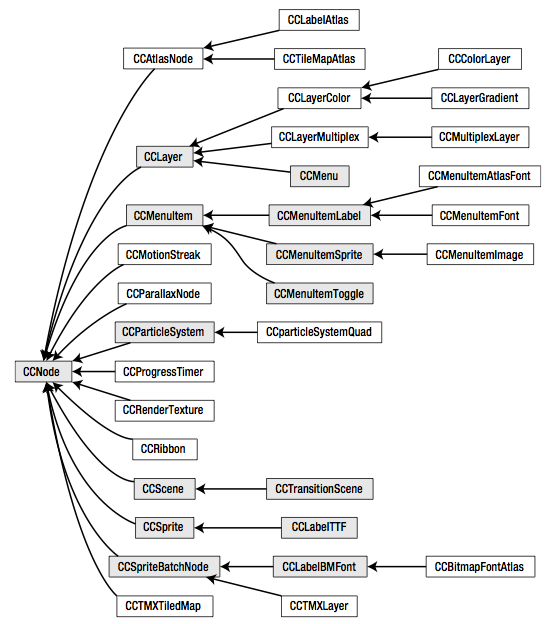 CCLabelAtlas
CCAtlasNode
CCTileMapAtlas
CCColorLayer
CCLayerColor
CCLayerGradient
CCLayerMultiplex
CCMultiplexLayer
CCLayer
CCMenu
CCMenuItemAtlasFont
CCMenuItem
CCMenuItemLabel
CCMenuItemFont
CCMotionStreak
CCMenuItemSprite
CCMenuItemImage
CCParallaxNode
CCMenuItemToggle
CCParticleSystem
CCparticleSystemQuad
CCNode
CCProgressTimer
CCRenderTexture
CCRibbon
CCScene
CCTransitionScene
CCSprite
CCLabelTTF
CCSpriteBatchNode
CCLabelBMFont
CCBitmapFontAtlas
CCTMXTiledMap
CCTMXLayer